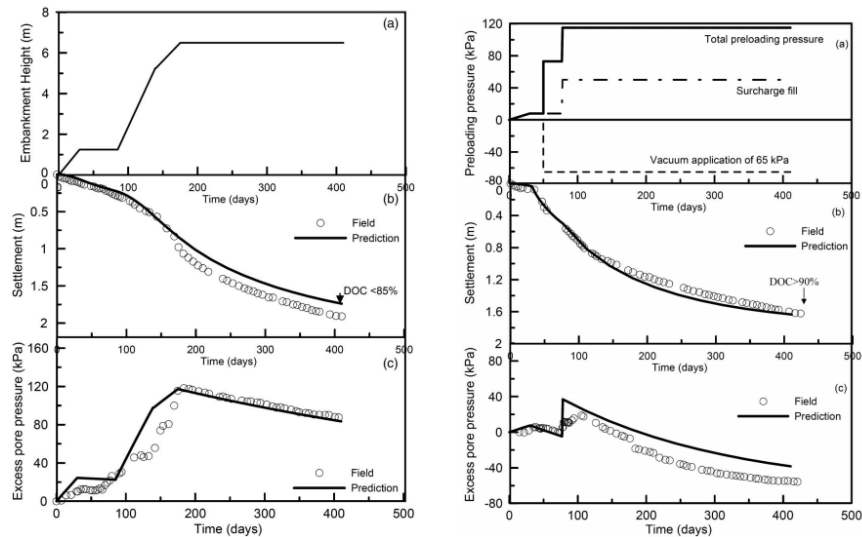 (a)
Embankment Height (m)
8
6
4
2
0
0 100 200 300 400 500
Time (days)
(b)
Settlement (m)
0
0.5
1
1.5
2
Field
Prediction
DOC <85%
0 100 200 300 400 500
Time (days)
(c)
Excess pore pressure (kPa)
160
120
80
40
0
Field
Prediction
0 100 200 300 400 500
Time (days)
(a)
Preloading pressure (kPa)
120
80
40
0
-40
-80
Total preloading pressure
Surcharge fill
Vacuum application of 65 kPa
0 100 200 300 400 500
Time (days)
(b)
Settlement (m)
0
0.4
0.8
1.2
1.6
2
Field
Prediction
DOC>90%
0 100 200 300 400 500
Time (days)
(c)
Excess pore pressure (kPa)
80
40
0
-40
-60
-80
Field
Prediction
0 100 200 300 400 500
Time (days)